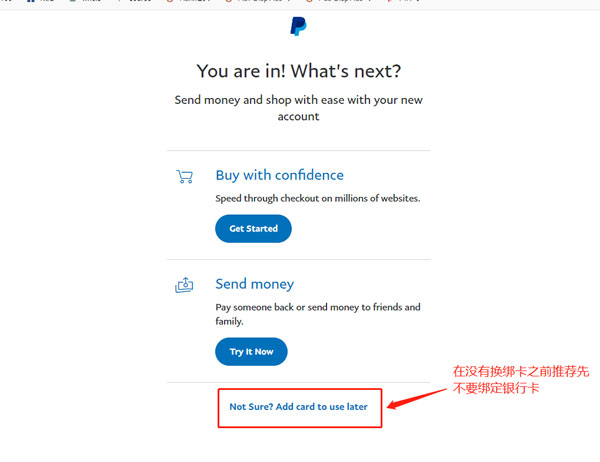 You are in! What's next?
Send money and shop with ease with your new
account
Buy with confidence
Speed through checkout on millions of websites.
Get Started
Send money
Pay someone back or send money to friends and
family.
Try It Now
在没有换绑卡之前推荐先
不要绑定银行卡
Not Sure? Add card to use later